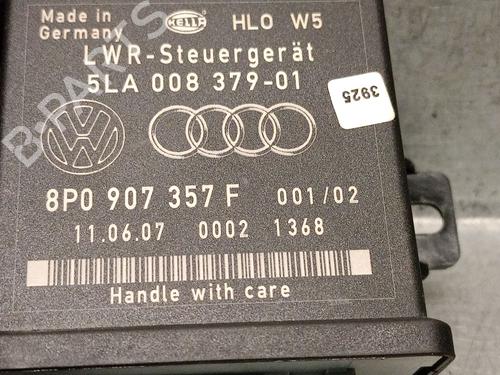 Made in
Germany
HELLA
HLO W5
LWR-Steuergerät
5LA 008 379-01
3925
8P0 907 357 F 001/02
11.06.07 0002 1368
Handle with care
B-PARTS